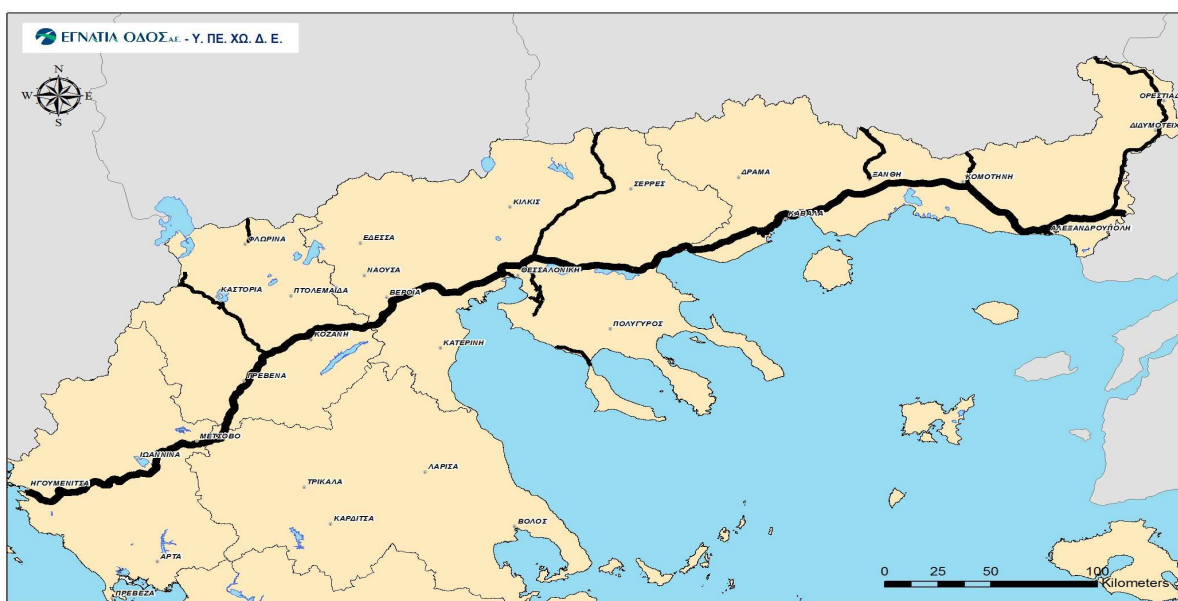 ΕΓΝΑΤΙΑ ΟΔΟΣ Α.Ε. - Υ. ΠΕ. ΧΩ. Δ. Ε.
N
W E
S
ΟΡΕΣΤΙΑΔ
ΔΙΔΥΜΟΤΕΙΧ
ΔΡΑΜΑ
ΞΑΝΘΗ
ΚΟΜΟΤΗΝΗ
ΣΕΡΡΕΣ
ΚΙΛΚΙΣ
ΚΑΒΑΛΑ
ΑΛΕΞΑΝΔΡΟΥΠΟΛΗ
ΦΛΩΡΙΝΑ
ΕΔΕΣΣΑ
ΝΑΟΥΣΑ
ΘΕΣΣΑΛΟΝΙΚΗ
ΚΑΣΤΟΡΙΑ
ΠΤΟΛΕΜΑΪΔΑ
ΒΕΡΟΙΑ
ΠΟΛΥΓΥΡΟΣ
ΚΟΖΑΝΗ
ΚΑΤΕΡΙΝΗ
ΓΡΕΒΕΝΑ
ΜΕΤΣΟΒΟ
ΙΩΑΝΝΙΝΑ
ΛΑΡΙΣΑ
ΗΓΟΥΜΕΝΙΤΣΑ
ΤΡΙΚΑΛΑ
ΚΑΡΔΙΤΣΑ
ΒΟΛΟΣ
ΑΡΤΑ
ΠΡΕΒΕΖΑ
0 25 50 100
Kilometers